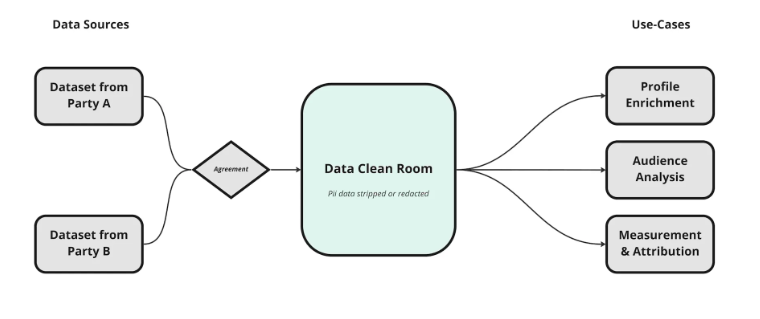 Data Sources
Use-Cases
Dataset from
Party A
Profile
Enrichment
Agreement
Data Clean Room
Pii data stripped or redacted
Audience
Analysis
Dataset from
Party B
Measurement
& Attribution